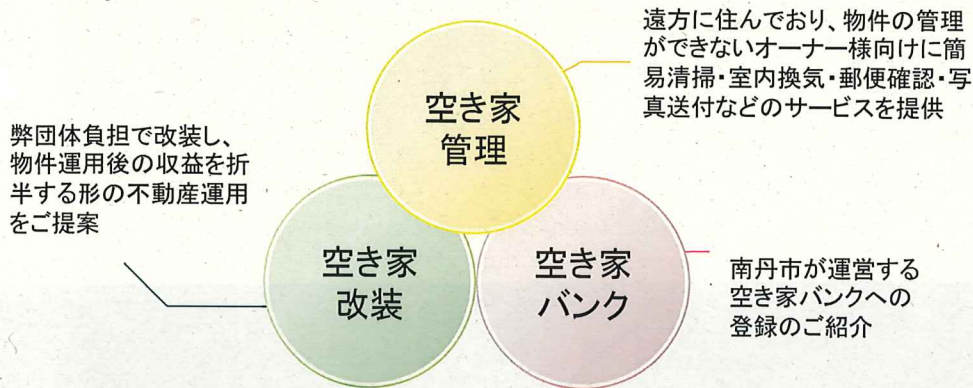 遠方に住んでおり、物件の管理
ができないオーナー様向けに簡
易清掃・室内換気・郵便確認・写
真送付などのサービスを提供
空き家
管理
弊団体負担で改装し、
物件運用後の収益を折
半する形の不動産運用
をご提案
空き家
改装
空き家
バンク
南丹市が運営する
空き家バンクへの
登録のご紹介